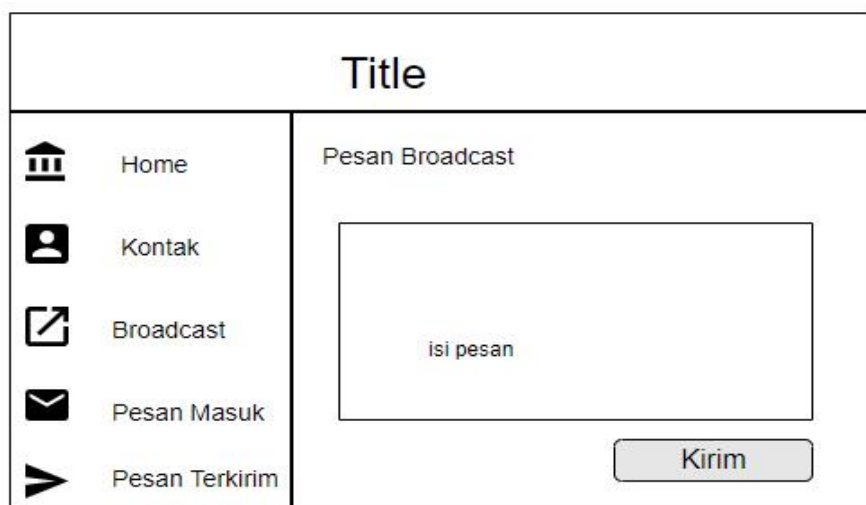 Title
Home
Kontak
Broadcast
Pesan Masuk
Pesan Terkirim
Pesan Broadcast
isi pesan
Kirim